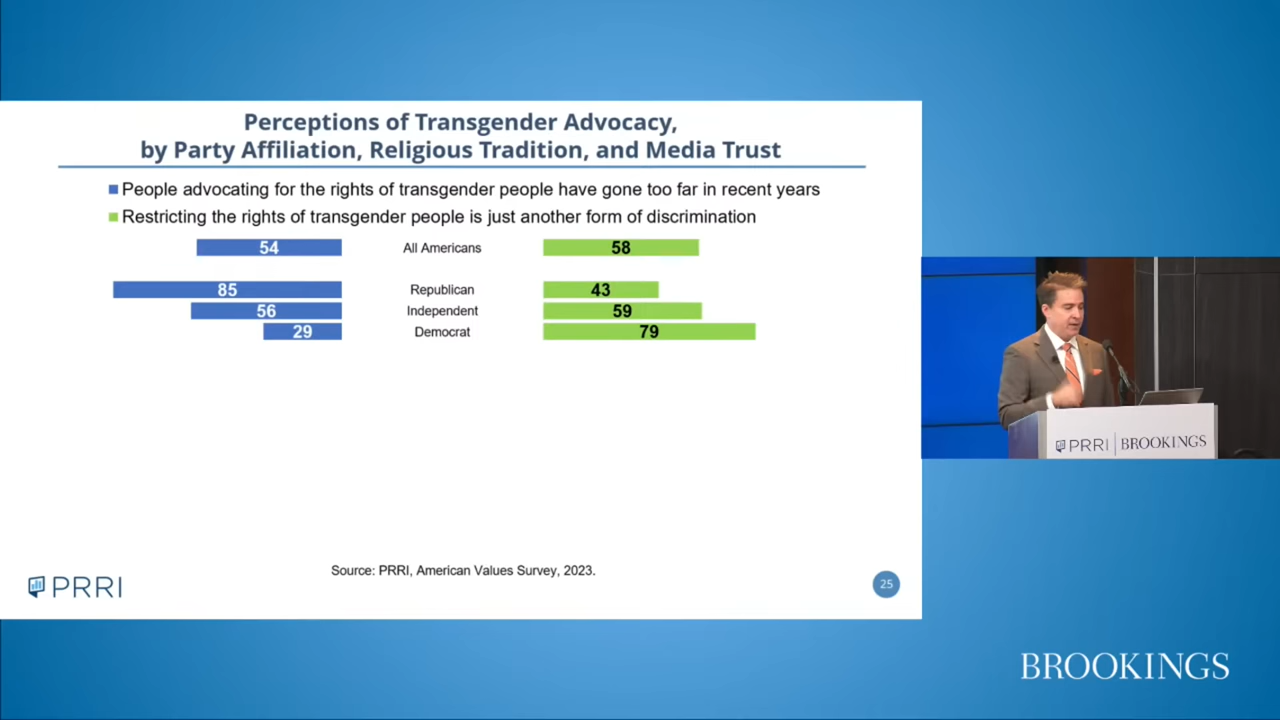 Perceptions of Transgender Advocacy,
by Party Affiliation, Religious Tradition, and Media Trust
People advocating for the rights of transgender people have gone too far in recent years
Restricting the rights of transgender people is just another form of discrimination
54 All Americans 58
85 Republican 43
56 Independent 59
29 Democrat 79
Source: PRRI, American Values Survey, 2023.
PRRI
25
PRRI | BROOKINGS
BROOKINGS